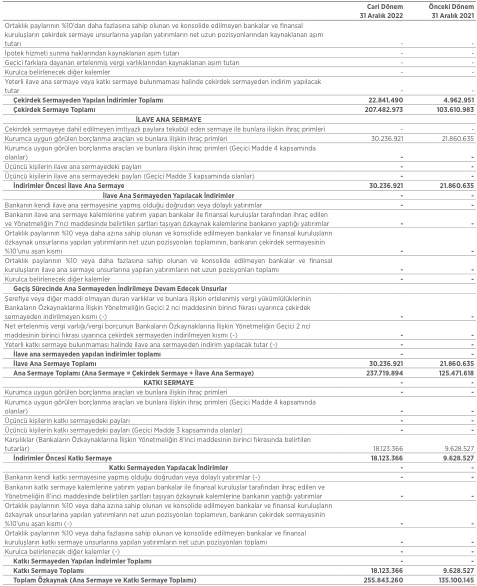 Cari Dönem Önceki Dönem
31 Aralık 2022 31 Aralık 2021
Ortaklık paylarının %10'dan daha fazlasına sahip olunan ve konsolide edilmeyen bankalar ve finansal
kuruluşların çekirdek sermaye unsurlarına yapılan yatırımların net uzun pozisyonlarından kaynaklanan aşım
tutarı - -
İpotek hizmeti sunma haklarından kaynaklanan aşım tutarı - -
Geçici farklara dayanan ertelenmiş vergi varlıklarından kaynaklanan aşım tutarı - -
Kurulca belirlenecek diğer kalemler - -
Yeterli ilave ana sermaye veya katkı sermaye bulunmaması halinde çekirdek sermayeden indirim yapılacak
tutar - -
Çekirdek Sermayeden Yapılan İndirimler Toplamı 22.841.490 4.962.951
Çekirdek Sermaye Toplamı 207.482.973 103.610.983
İLAVE ANA SERMAYE
Çekirdek sermayeye dahil edilmeyen imtiyazlı paylara tekabül eden sermaye ile bunlara ilişkin ihraç primleri - -
Kurumca uygun görülen borçlanma araçları ve bunlara ilişkin ihraç primleri 30.236.921 21.860.635
Kurumca uygun görülen borçlanma araçları ve bunlara ilişkin ihraç primleri (Geçici Madde 4 kapsamında
olanlar) - -
Üçüncü kişilerin ilave ana sermayedeki payları - -
Üçüncü kişilerin ilave ana sermayedeki payları (Geçici Madde 3 kapsamında olanlar) - -
İndirimler Öncesi İlave Ana Sermaye 30.236.921 21.860.635
İlave Ana Sermayeden Yapılacak İndirimler - -
Bankanın kendi ilave ana sermayesine yapmış olduğu doğrudan veya dolaylı yatırımlar - -
Bankanın ilave ana sermaye kalemlerine yatırım yapan bankalar ile finansal kuruluşlar tarafından ihraç edilen
ve Yönetmeliğin 7'nci maddesinde belirtilen şartları taşıyan özkaynak kalemlerine bankanın yaptığı yatırımlar - -
Ortaklık paylarının %10 veya daha azına sahip olunan ve konsolide edilmeyen bankalar ve finansal kuruluşların
özkaynak unsurlarına yapılan yatırımların net uzun pozisyonları toplamının, bankanın çekirdek sermayesinin
%10'unu aşan kısmı - -
Ortaklık paylarının %10 veya daha fazlasına sahip olunan ve konsolide edilmeyen bankalar ve finansal
kuruluşların ilave ana sermaye unsurlarına yapılan yatırımların net uzun pozisyonları toplamı - -
Kurulca belirlenecek diğer kalemler - -
Geçiş Sürecinde Ana Sermayeden İndirilmeye Devam Edecek Unsurlar
Şerefiye veya diğer maddi olmayan duran varlıklar ve bunlara ilişkin ertelenmiş vergi yükümlülüklerinin
Bankaların Özkaynaklarına İlişkin Yönetmeliğin Geçici 2 nci maddesinin birinci fıkrası uyarınca çekirdek
sermayeden indirilmeyen kısmı (-) - -
Net ertelenmiş vergi varlığı/vergi borcunun Bankaların Özkaynaklarına İlişkin Yönetmeliğin Geçici 2 nci
maddesinin birinci fıkrası uyarınca çekirdek sermayeden indirilmeyen kısmı (-) - -
Yeterli katkı sermaye bulunmaması halinde ilave ana sermayeden indirim yapılacak tutar (-) - -
İlave ana sermayeden yapılan indirimler toplamı - -
İlave Ana Sermaye Toplamı 30.236.921 21.860.635
Ana Sermaye Toplamı (Ana Sermaye = Çekirdek Sermaye + İlave Ana Sermaye) 237.719.894 125.471.618
KATKI SERMAYE - -
Kurumca uygun görülen borçlanma araçları ve bunlara ilişkin ihraç primleri - -
Kurumca uygun görülen borçlanma araçları ve bunlara ilişkin ihraç primleri (Geçici Madde 4 kapsamında
olanlar) - -
Üçüncü kişilerin katkı sermayedeki payları - -
Üçüncü kişilerin katkı sermayedeki payları (Geçici Madde 3 kapsamında olanlar) - -
Karşılıklar (Bankaların Özkaynaklarına İlişkin Yönetmeliğin 8'inci maddesinin birinci fıkrasında belirtilen
tutarlar) 18.123.366 9.628.527
İndirimler Öncesi Katkı Sermaye 18.123.366 9.628.527
Katkı Sermayeden Yapılacak İndirimler - -
Bankanın kendi katkı sermayesine yapmış olduğu doğrudan veya dolaylı yatırımlar (-) - -
Bankanın katkı sermaye kalemlerine yatırım yapan bankalar ile finansal kuruluşlar tarafından ihraç edilen ve
Yönetmeliğin 8'inci maddesinde belirtilen şartları taşıyan özkaynak kalemlerine bankanın yaptığı yatırımlar - -
Ortaklık paylarının %10 veya daha azına sahip olunan ve konsolide edilmeyen bankalar ve finansal kuruluşların
özkaynak unsurlarına yapılan yatırımların net uzun pozisyonları toplamının, bankanın çekirdek sermayesinin
%10'unu aşan kısmı (-) - -
Ortaklık paylarının %10 veya daha fazlasına sahip olunan ve konsolide edilmeyen bankalar ve finansal
kuruluşların katkı sermaye unsurlarına yapılan yatırımların net uzun pozisyonları toplamı - -
Kurulca belirlenecek diğer kalemler (-) - -
Katkı Sermayeden Yapılan İndirimler Toplamı - -
Katkı Sermaye Toplamı 18.123.366 9.628.527
Toplam Özkaynak (Ana Sermaye ve Katkı Sermaye Toplamı) 255.843.260 135.100.145